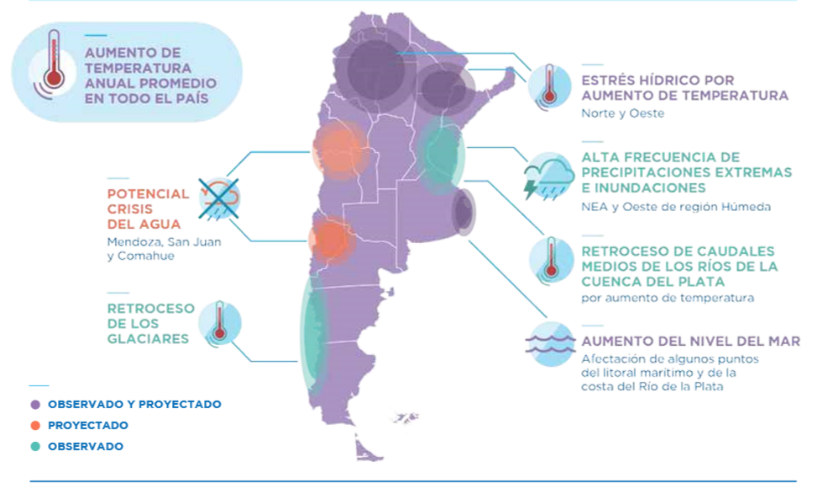 AUMENTO DE
TEMPERATURA
ANUAL PROMEDIO
EN TODO EL PAÍS
ESTRÉS HÍDRICO POR
AUMENTO DE TEMPERATURA
Norte y Oeste
ALTA FRECUENCIA DE
PRECIPITACIONES EXTREMAS
E INUNDACIONES
NEA y Oeste de región Húmeda
POTENCIAL
CRISIS
DEL AGUA
Mendoza, San Juan
y Comahue
RETROCESO DE CAUDALES
MEDIOS DE LOS RÍOS DE LA
CUENCA DEL PLATA
por aumento de temperatura
RETROCESO
DE LOS
GLACIARES
AUMENTO DEL NIVEL DEL MAR
Afectación de algunos puntos
del litoral marítimo y de la
costa del Río de la Plata
OBSERVADO Y PROYECTADO
PROYECTADO
OBSERVADO